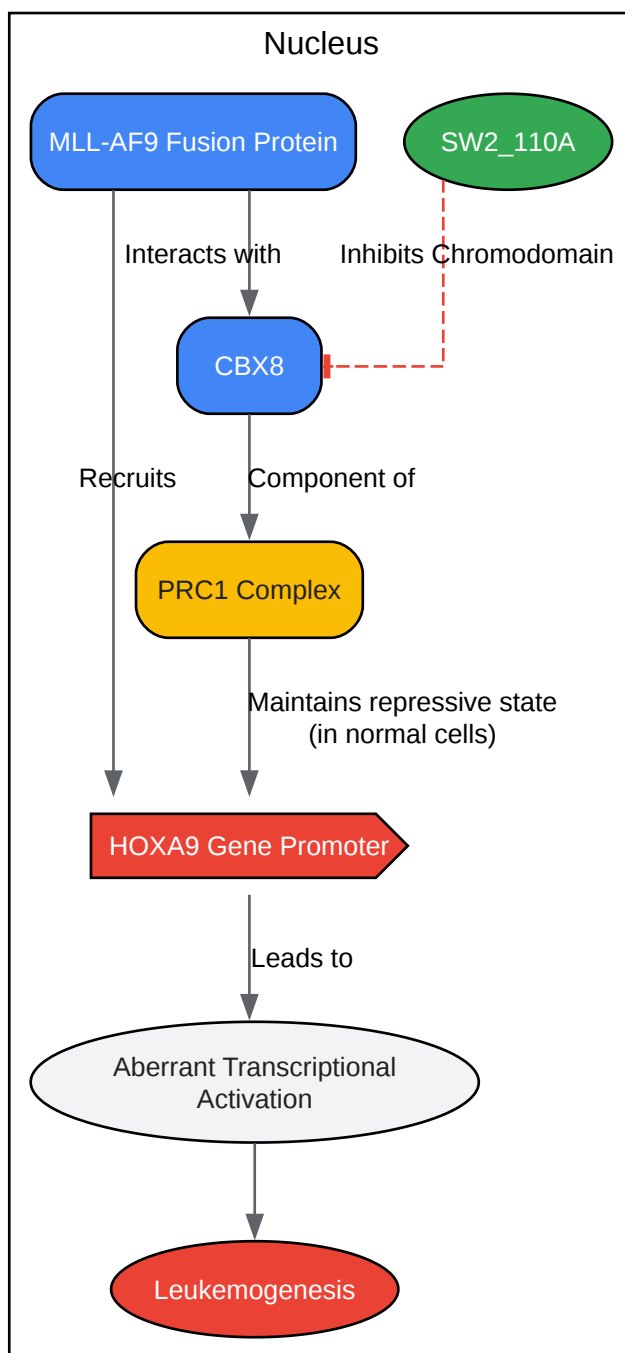 Nucleus
MLL-AF9 Fusion Protein
SW2_110A
Interacts with
Inhibits Chromodomain
CBX8
Recruits
Component of
PRC1 Complex
Maintains repressive state
(in normal cells)
HOXA9 Gene Promoter
Leads to
Aberrant Transcriptional
Activation
Leukemogenesis